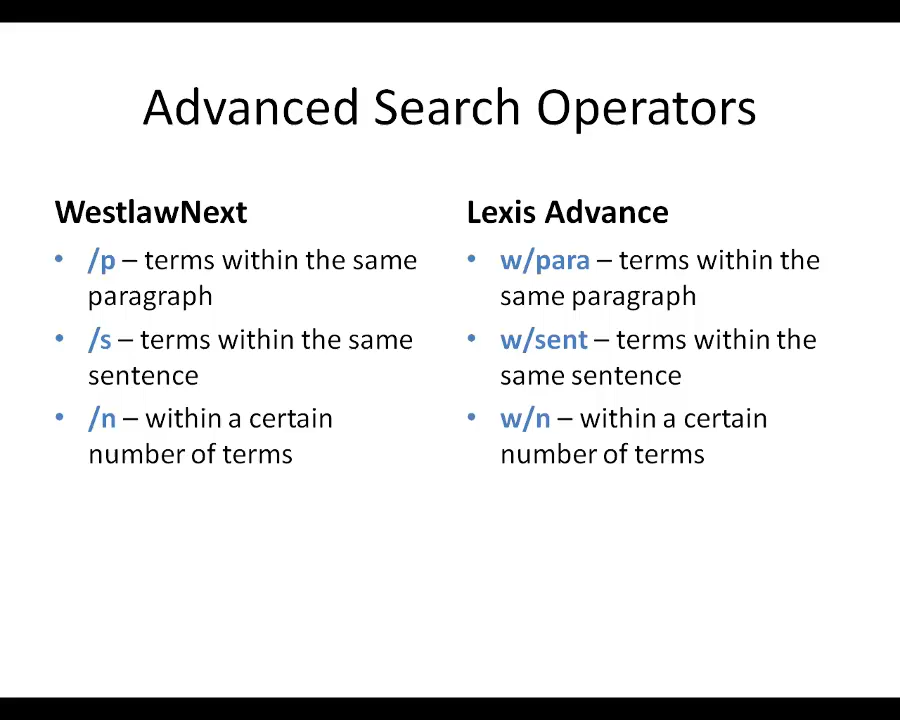 Advanced Search Operators
WestlawNext
• /p – terms within the same
paragraph
• /s – terms within the same
sentence
• /n – within a certain
number of terms
Lexis Advance
• w/para – terms within the
same paragraph
• w/sent – terms within the
same sentence
• w/n – within a certain
number of terms